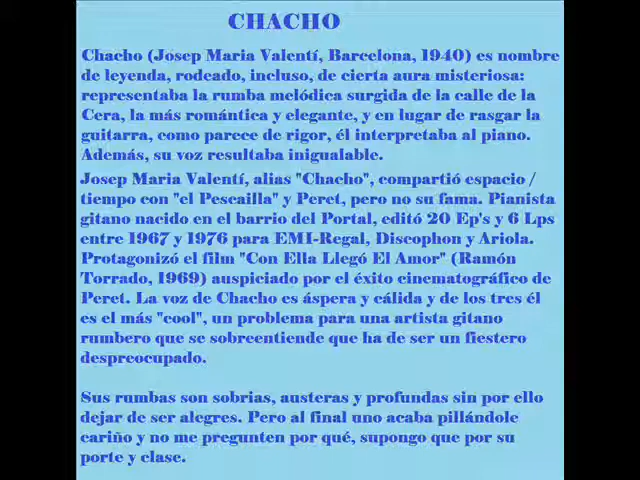 CHACHO
Chacho (Josep Maria Valentí, Barcelona, 1940) es nombre
de leyenda, rodeado, incluso, de cierta aura misteriosa:
representaba la rumba melódica surgida de la calle de la
Cera, la más romántica y elegante, y en lugar de rasgar la
guitarra, como parece de rigor, él interpretaba al piano.
Además, su voz resultaba inigualable.
Josep Maria Valentí, alias "Chacho", compartió espacio /
tiempo con "el Pescailla" y Peret, pero no su fama. Pianista
gitano nacido en el barrio del Portal, editó 20 Ep's y 6 Lps
entre 1967 y 1976 para EMI-Regal, Discophon y Ariola.
Protagonizó el film "Con Ella Llegó El Amor" (Ramón
Torrado, 1969) auspiciado por el éxito cinematográfico de
Peret. La voz de Chacho es áspera y cálida y de los tres él
es el más "cool", un problema para una artista gitano
rumbero que se sobreentiende que ha de ser un fiestero
despreocupado.
Sus rumbas son sobrias, austeras y profundas sin por ello
dejar de ser alegres. Pero al final uno acaba pillándole
cariño y no me pregunten por qué, supongo que por su
porte y clase.